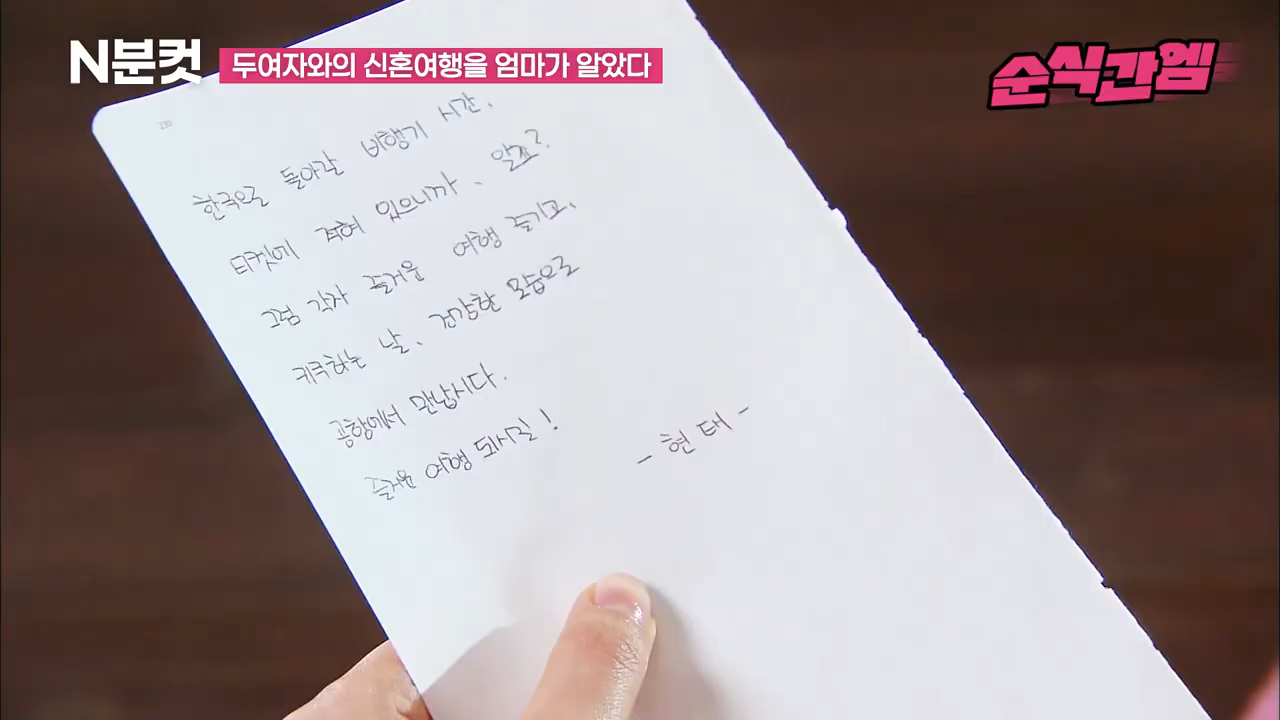 N분컷
두여자와의 신혼여행을 엄마가 알았다
순식간엠
한국으로 돌아갈 비행기 시간,
티켓에 적혀 있으니까, 알죠?
그럼 각자 즐거운 여행 즐기고,
귀국하는 날, 건강한 모습으로
공항에서 만납시다.
즐거운 여행 되시길!
- 현태 -